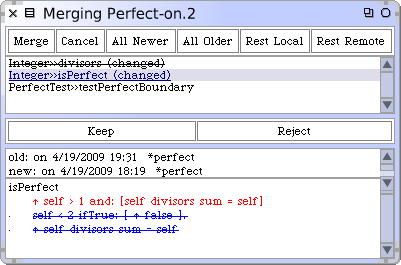 Merging Perfect-on.2
Merge Cancel All Newer All Older Rest Local Rest Remote
Integer»divisors (changed)
Integer»isPerfect (changed)
PerfectTest»testPerfectBoundary
Keep Reject
old: on 4/19/2009 19:31 *perfect
new: on 4/19/2009 18:19 *perfect
isPerfect
↑ self > 1 and: [self divisors sum = self]
self < 2 ifTrue: [ ↑ false ].
↑ self divisors sum = self